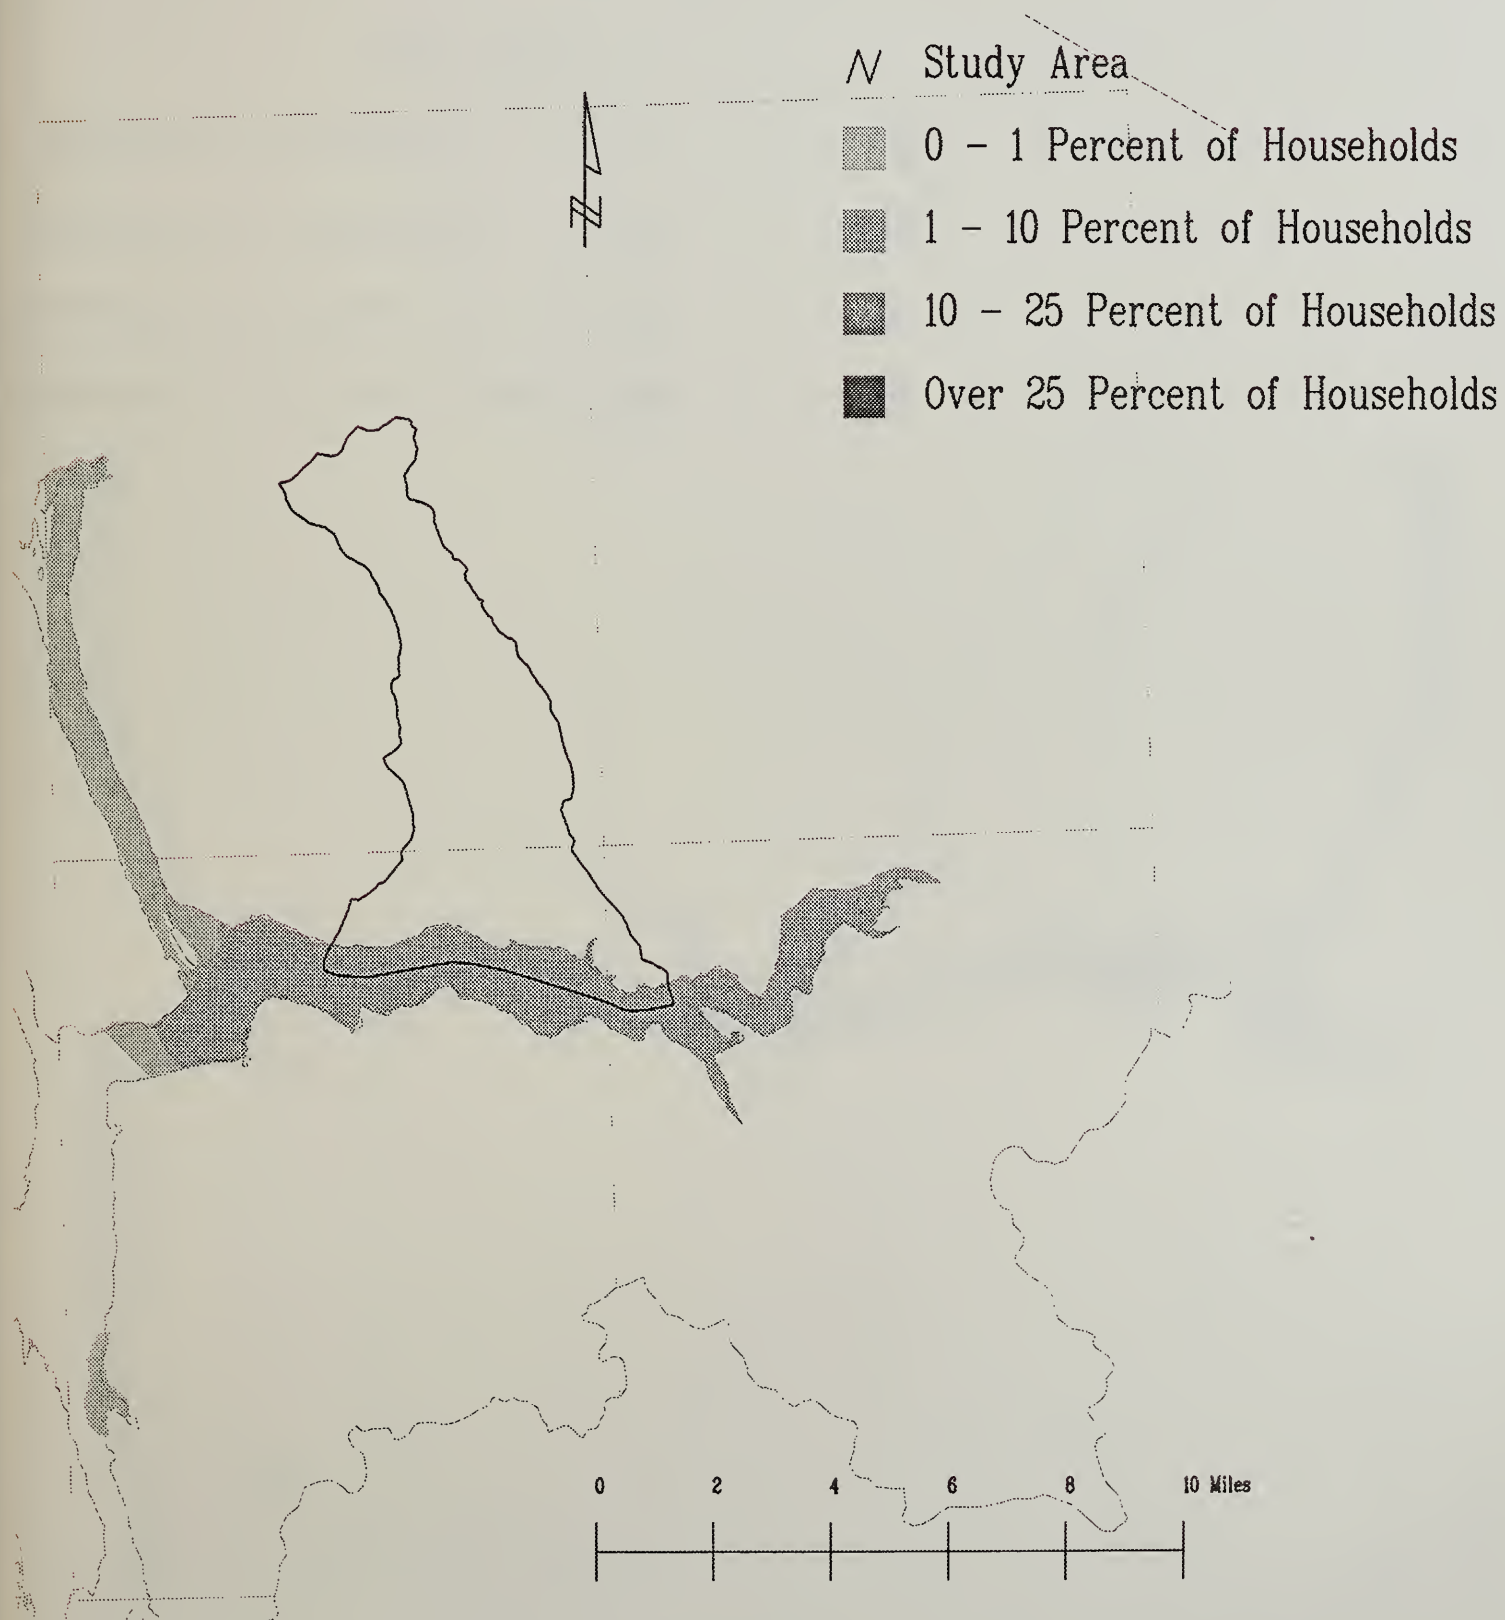 Study Area
0 - 1 Percent of Households
1 - 10 Percent of Households
10 - 25 Percent of Households
Over 25 Percent of Households
0 2 4 6 8 10 Miles